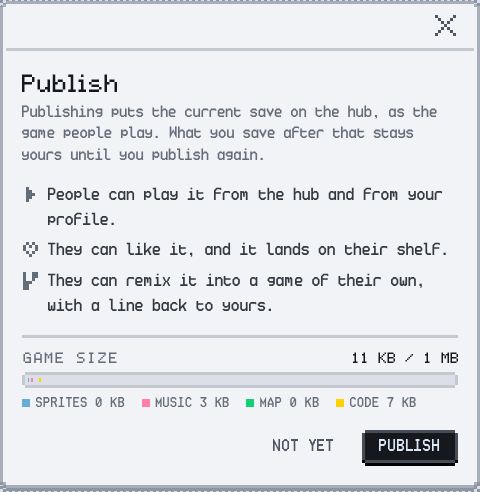 Publish
Publishing puts the current save on the hub, as the
game people play. What you save after that stays
yours until you publish again.
People can play it from the hub and from your
profile.
They can like it, and it lands on their shelf.
They can remix it into a game of their own,
with a line back to yours.
GAME SIZE 11 KB / 1 MB
SPRITES 0 KB MUSIC 3 KB MAP 0 KB CODE 7 KB
NOT YET PUBLISH